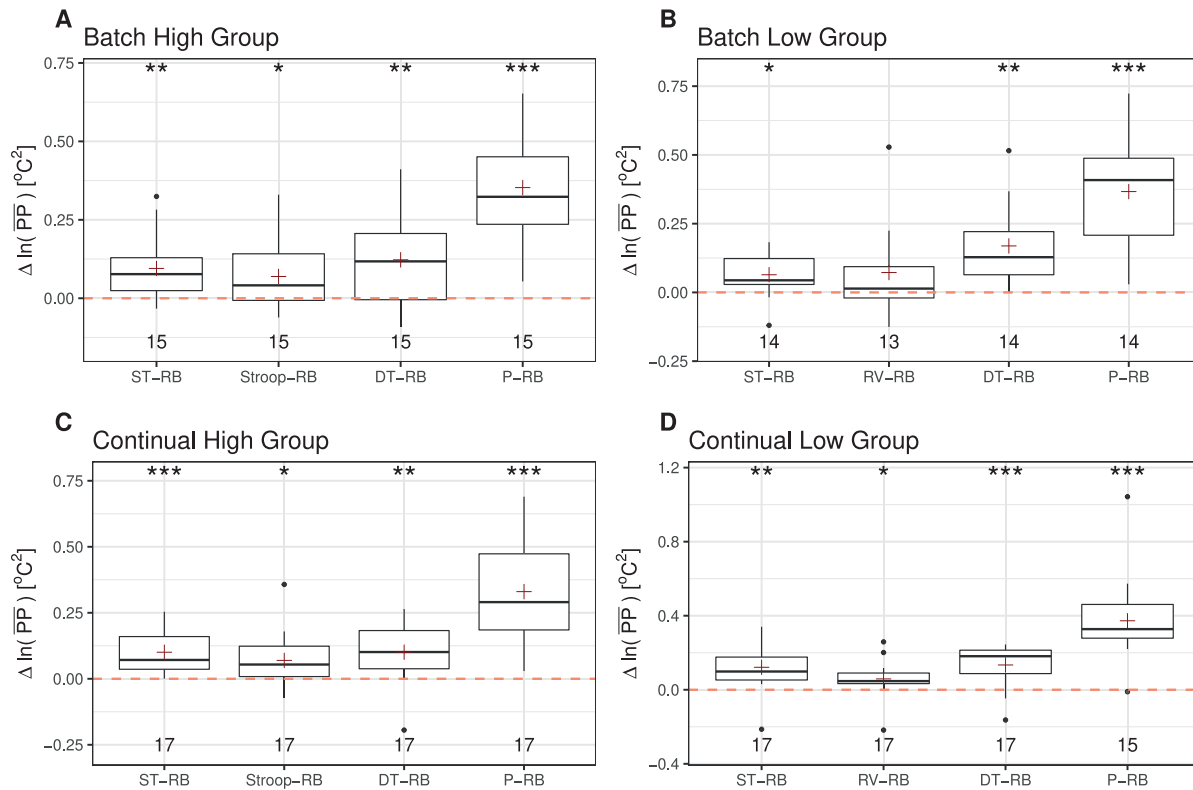 A
Batch High Group
** * ** ***
0.75
0.50
0.25
0.00
Δ ln( PP ) [°C²]
15 15 15 15
ST−RB Stroop−RB DT−RB P−RB
B
Batch Low Group
* ** ***
0.75
0.50
0.25
0.00
−0.25
Δ ln( PP ) [°C²]
14 13 14 14
ST−RB RV−RB DT−RB P−RB
C
Continual High Group
*** * ** ***
0.75
0.50
0.25
0.00
−0.25
Δ ln( PP ) [°C²]
17 17 17 17
ST−RB Stroop−RB DT−RB P−RB
D
Continual Low Group
** * *** ***
1.2
0.8
0.4
0.0
−0.4
Δ ln( PP ) [°C²]
17 17 17 15
ST−RB RV−RB DT−RB P−RB